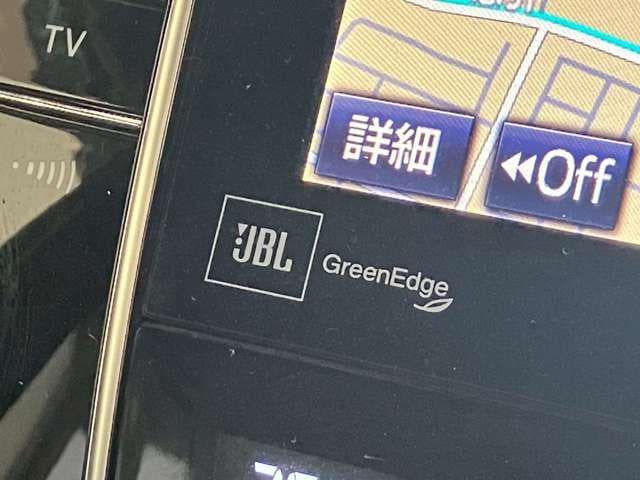 TV
詳細
◀◀Off
JBL
GreenEdge